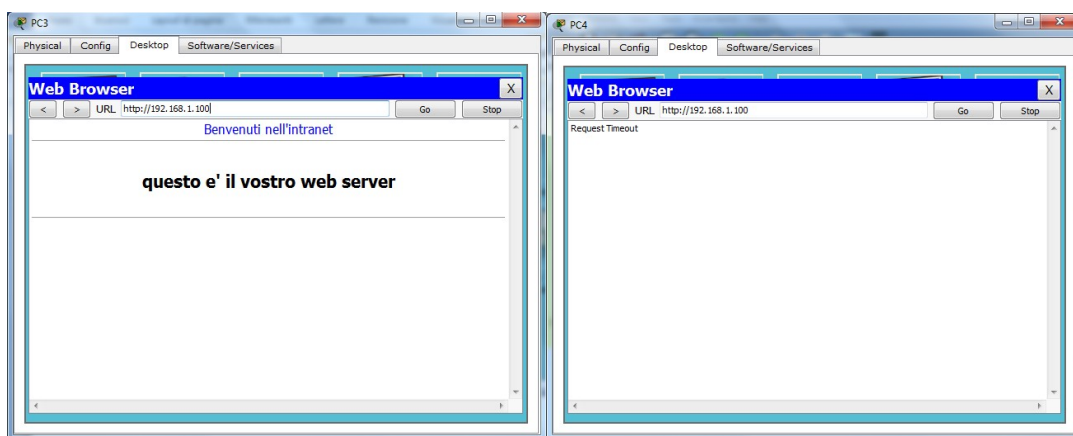 PC3
Physical Config Desktop Software/Services
Web Browser X
< > URL http://192.168.1.100 Go Stop
Benvenuti nell'intranet
questo e' il vostro web server
PC4
Physical Config Desktop Software/Services
Web Browser X
< > URL http://192.168.1.100 Go Stop
Request Timeout